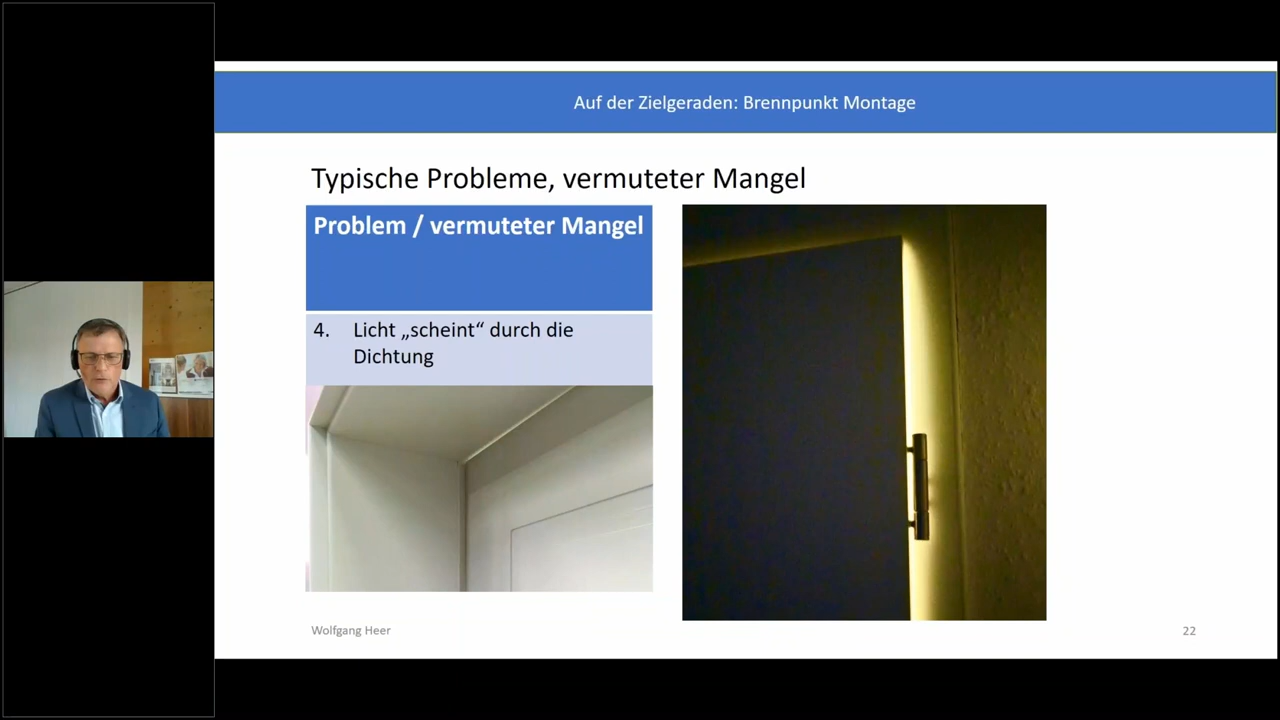 Auf der Zielgeraden: Brennpunkt Montage
Typische Probleme, vermuteter Mangel
Problem / vermuteter Mangel
4. Licht „scheint“ durch die
Dichtung
Wolfgang Heer
22